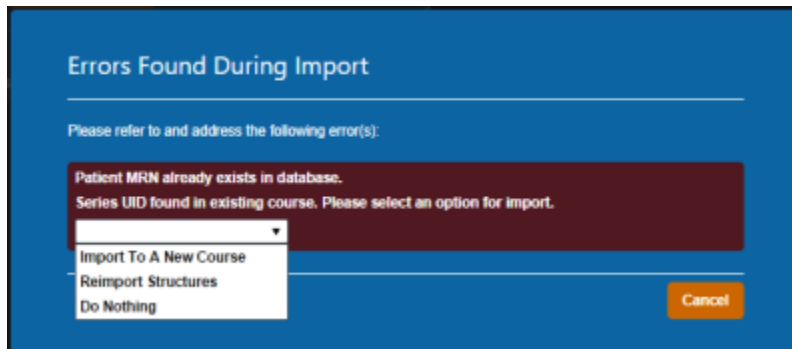 Errors Found During Import
Please refer to and address the following error(s):
Patient MRN already exists in database.
Series UID found in existing course. Please select an option for import.
Import To A New Course
Reimport Structures
Do Nothing
Cancel